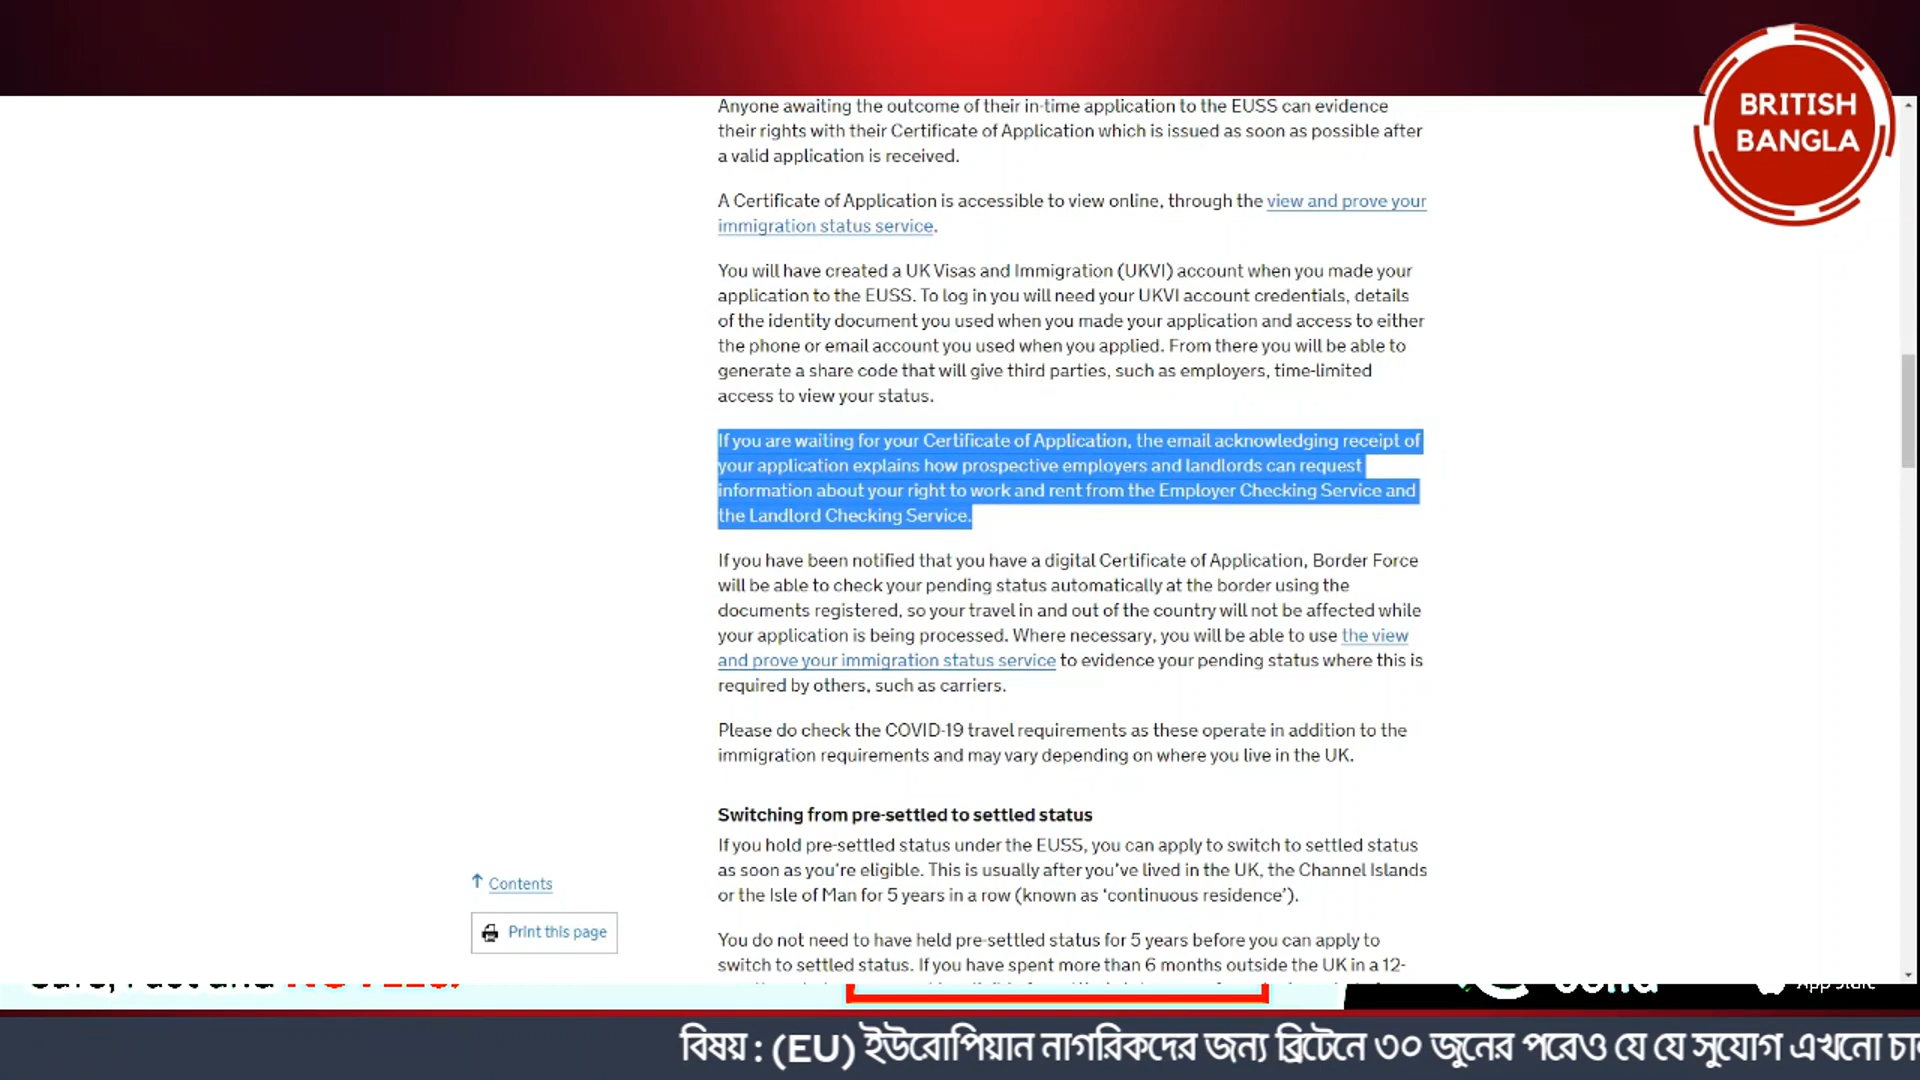 BRITISH
BANGLA
Anyone awaiting the outcome of their in-time application to the EUSS can evidence
their rights with their Certificate of Application which is issued as soon as possible after
a valid application is received.
A Certificate of Application is accessible to view online, through the view and prove your
immigration status service.
You will have created a UK Visas and Immigration (UKVI) account when you made your
application to the EUSS. To log in you will need your UKVI account credentials, details
of the identity document you used when you made your application and access to either
the phone or email account you used when you applied. From there you will be able to
generate a share code that will give third parties, such as employers, time-limited
access to view your status.
If you are waiting for your Certificate of Application, the email acknowledging receipt of
your application explains how prospective employers and landlords can request
information about your right to work and rent from the Employer Checking Service and
the Landlord Checking Service.
If you have been notified that you have a digital Certificate of Application, Border Force
will be able to check your pending status automatically at the border using the
documents registered, so your travel in and out of the country will not be affected while
your application is being processed. Where necessary, you will be able to use the view
and prove your immigration status service to evidence your pending status where this is
required by others, such as carriers.
Please do check the COVID-19 travel requirements as these operate in addition to the
immigration requirements and may vary depending on where you live in the UK.
Switching from pre-settled to settled status
If you hold pre-settled status under the EUSS, you can apply to switch to settled status
as soon as you're eligible. This is usually after you've lived in the UK, the Channel Islands
or the Isle of Man for 5 years in a row (known as 'continuous residence').
You do not need to have held pre-settled status for 5 years before you can apply to
switch to settled status. If you have spent more than 6 months outside the UK in a 12-
↑ Contents
Print this page
App Store
বিষয় : (EU) ইউরোপিয়ান নাগরিকদের জন্য ব্রিটেনে ৩০ জুনের পরেও যে যে সুযোগ এখনো